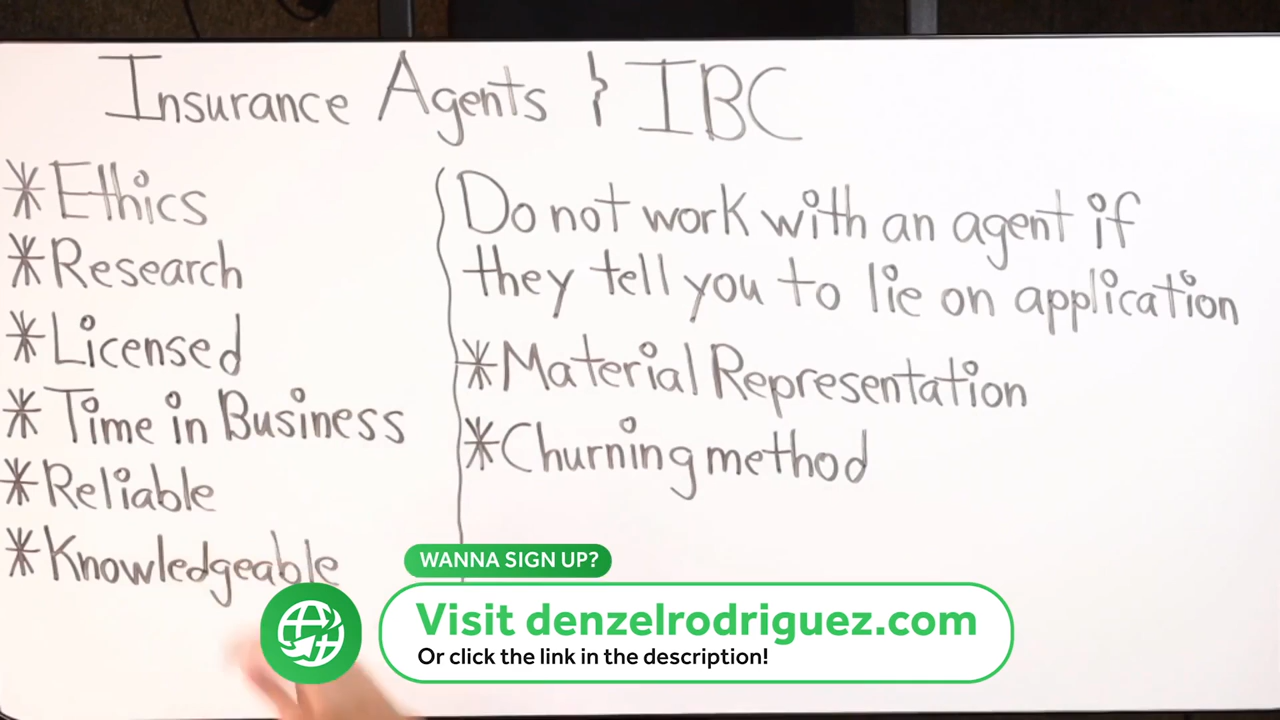 Insurance Agents & IBC
*Ethics
*Research
*Licensed
*Time in Business
*Reliable
*Knowledgeable
Do not work with an agent if
they tell you to lie on application
*Material Representation
*Churning method
WANNA SIGN UP?
Visit denzelrodriguez.com
Or click the link in the description!